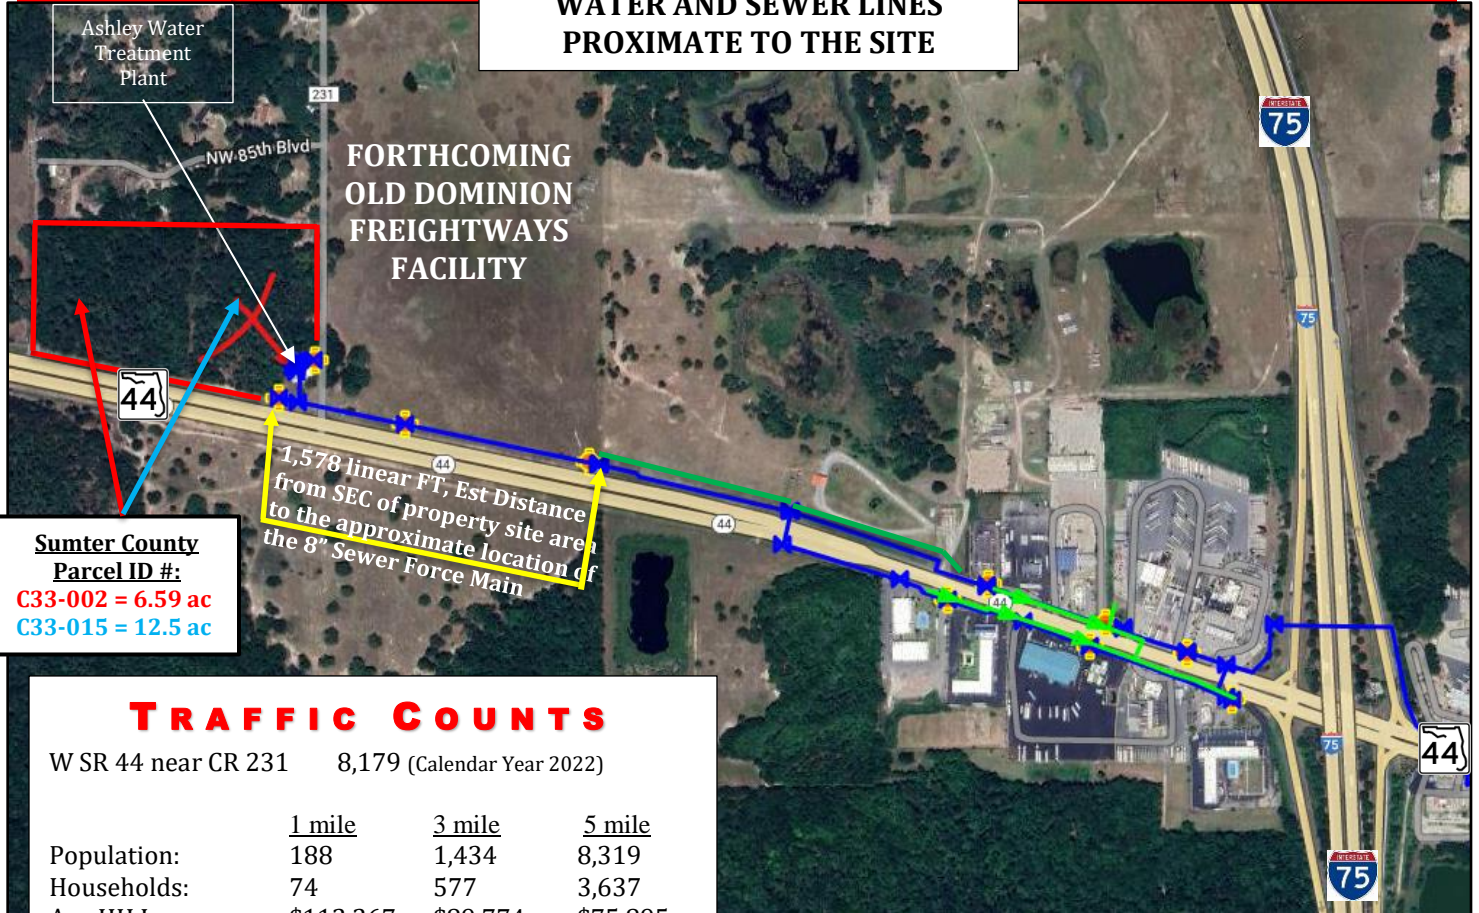 WATER AND SEWER LINES
PROXIMATE TO THE SITE
Ashley Water
Treatment
Plant
231
NW 85th Blvd
FORTHCOMING
OLD DOMINION
FREIGHTWAYS
FACILITY
INTERSTATE
75
75
44
44
1,578 linear FT, Est Distance
from SEC of property site area
to the approximate location of
the 8” Sewer Force Main
44
44
Sumter County
Parcel ID #:
C33-002 = 6.59 ac
C33-015 = 12.5 ac
75
44
INTERSTATE
75
TRAFFIC COUNTS
W SR 44 near CR 231 8,179 (Calendar Year 2022)
1 mile 3 mile 5 mile
Population: 188 1,434 8,319
Households: 74 577 3,637